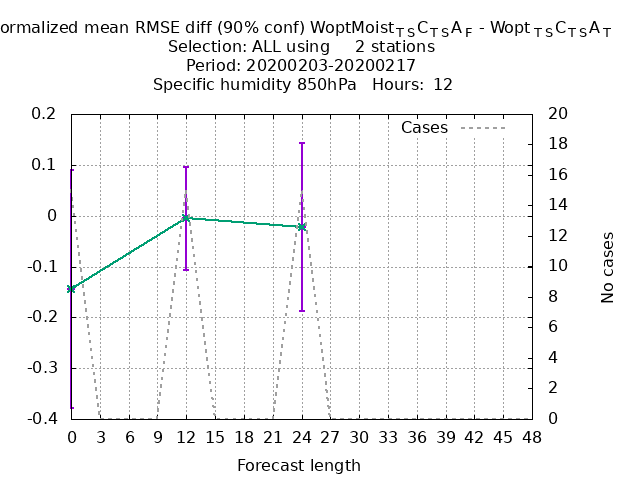 ormalized mean RMSE diff (90% conf) WoptMoist_TSC_TSA_F - Wopt_TSC_TSA_T
Selection: ALL using 2 stations
Period: 20200203-20200217
Specific humidity 850hPa Hours: 12
Cases
0.2
0.1
0
-0.1
-0.2
-0.3
-0.4
20
18
16
14
12
10
8
6
4
2
0
No cases
0 3 6 9 12 15 18 21 24 27 30 33 36 39 42 45 48
Forecast length